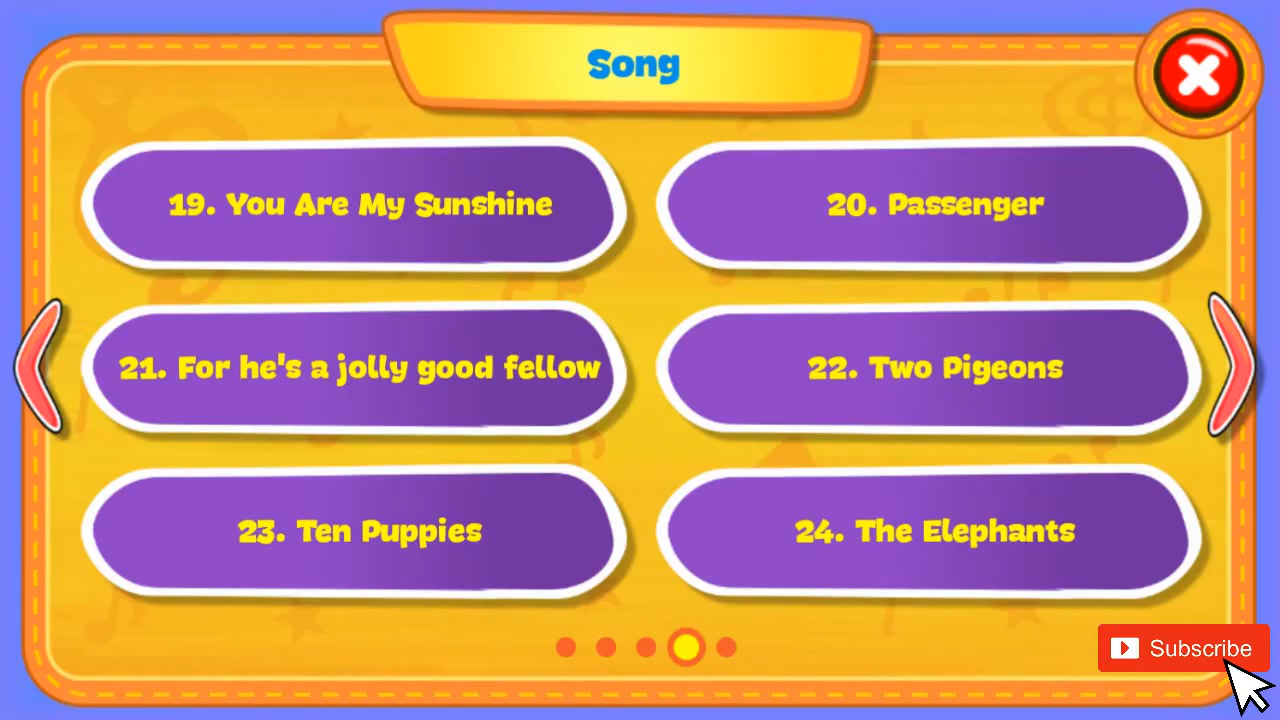 Song
19. You Are My Sunshine
20. Passenger
21. For he's a jolly good fellow
22. Two Pigeons
23. Ten Puppies
24. The Elephants
Subscribe